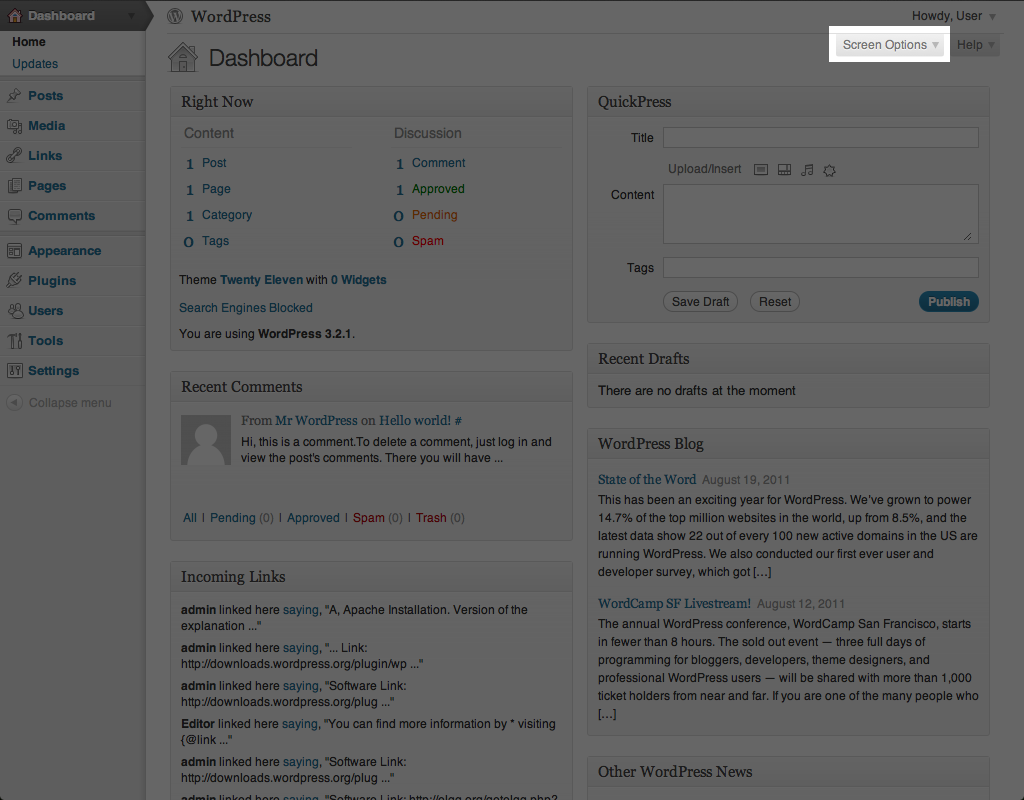 Dashboard
Home
Updates
Posts
Media
Links
Pages
Comments
Appearance
Plugins
Users
Tools
Settings
Collapse menu
WordPress
Howdy, User
Screen Options
Help
Dashboard
Right Now
Content
Discussion
1 Post
1 Comment
1 Page
1 Approved
1 Category
0 Pending
0 Tags
0 Spam
Theme Twenty Eleven with 0 Widgets
Search Engines Blocked
You are using WordPress 3.2.1.
Recent Comments
From Mr WordPress on Hello world! #
Hi, this is a comment.To delete a comment, just log in and
view the post's comments. There you will have ...
All | Pending (0) | Approved | Spam (0) | Trash (0)
Incoming Links
admin linked here saying, "A, Apache Installation. Version of the
explanation ..."
admin linked here saying, "... Link:
http://downloads.wordpress.org/plugin/wp ..."
admin linked here saying, "Software Link:
http://downloads.wordpress.org/plug ..."
Editor linked here saying, "You can find more information by * visiting
{@link ..."
admin linked here saying, "Software Link:
http://downloads.wordpress.org/plug ..."
admin linked here saying, "Software Link: http://elgg.org/getelgg.php?
QuickPress
Title
Upload/Insert
Content
Tags
Save Draft
Reset
Publish
Recent Drafts
There are no drafts at the moment
WordPress Blog
State of the Word August 19, 2011
This has been an exciting year for WordPress. We've grown to power
14.7% of the top million websites in the world, up from 8.5%, and the
latest data show 22 out of every 100 new active domains in the US are
running WordPress. We also conducted our first ever user and
developer survey, which got [...]
WordCamp SF Livestream! August 12, 2011
The annual WordPress conference, WordCamp San Francisco, starts
in fewer than 8 hours. The sold out event — three full days of
programming for bloggers, developers, theme designers, and
professional WordPress users — will be shared with more than 1,000
ticket holders from near and far. If you are one of the many people who
[...]
Other WordPress News